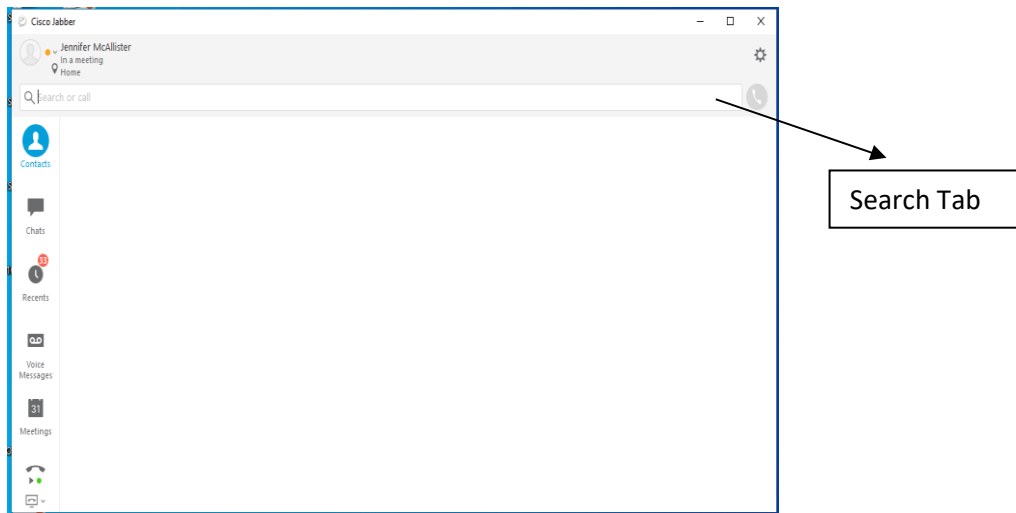 Cisco Jabber
Jennifer McAllister
In a meeting
Home
Search or call
Contacts
Chats
33
Recents
Voice
Messages
31
Meetings
Search Tab